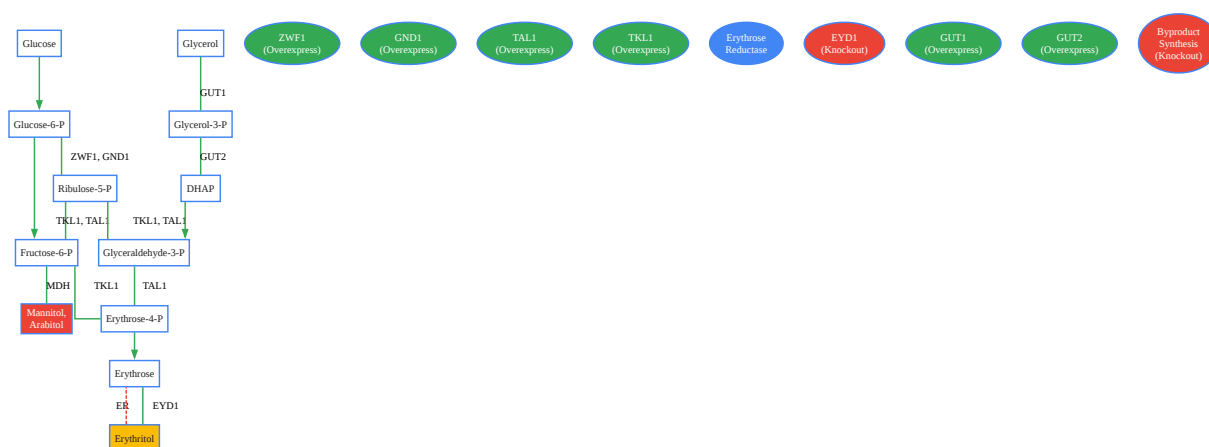 Glucose
Glycerol
ZWF1
(Overexpress)
GND1
(Overexpress)
TAL1
(Overexpress)
TKL1
(Overexpress)
Erythrose
Reductase
EYD1
(Knockout)
GUT1
(Overexpress)
GUT2
(Overexpress)
Byproduct
Synthesis
(Knockout)
GUT1
Glucose-6-P
Glycerol-3-P
ZWF1, GND1
GUT2
Ribulose-5-P
DHAP
TKL1, TAL1
TKL1, TAL1
Fructose-6-P
Glyceraldehyde-3-P
MDH
TKL1
TAL1
Mannitol,
Arabitol
Erythrose-4-P
Erythrose
ER
EYD1
Erythritol